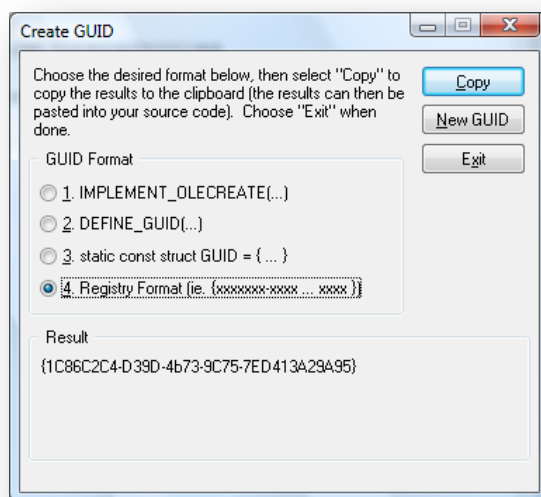 Create GUID
Choose the desired format below, then select "Copy" to
copy the results to the clipboard (the results can then be
pasted into your source code).  Choose "Exit" when
done.
Copy
New GUID
Exit
GUID Format
1. IMPLEMENT_OLECREATE(...)
2. DEFINE_GUID(...)
3. static const struct GUID = { ... }
4. Registry Format (ie. {xxxxxxx-xxxx ... xxxx })
Result
{1C86C2C4-D39D-4b73-9C75-7ED413A29A95}